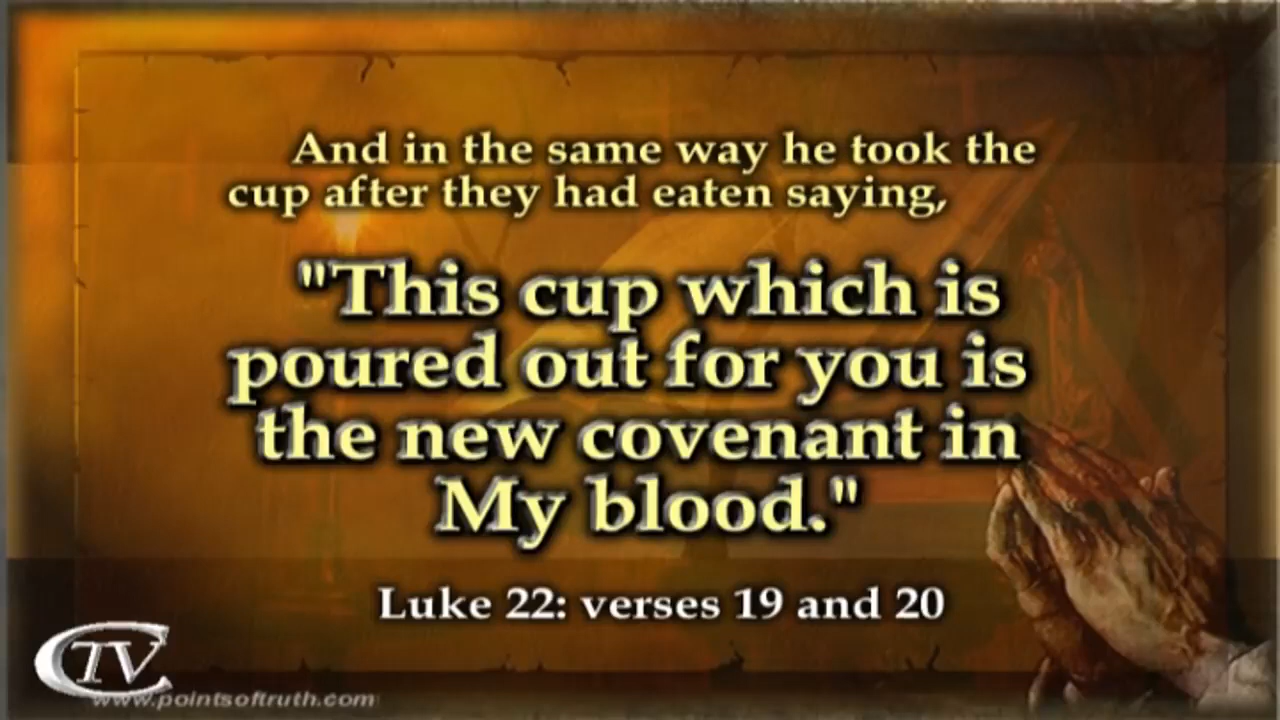 And in the same way he took the
cup after they had eaten saying,
"This cup which is
poured out for you is
the new covenant in
My blood."
Luke 22: verses 19 and 20
CTV
www.pointsoftruth.com